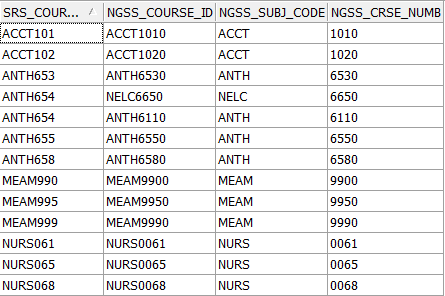 SRS_COUR... NGSS_COURSE_ID NGSS_SUBJ_CODE NGSS_CRSE_NUMB
ACCT101 ACCT1010 ACCT 1010
ACCT102 ACCT1020 ACCT 1020
ANTH653 ANTH6530 ANTH 6530
ANTH654 NELC6650 NELC 6650
ANTH654 ANTH6110 ANTH 6110
ANTH655 ANTH6550 ANTH 6550
ANTH658 ANTH6580 ANTH 6580
MEAM990 MEAM9900 MEAM 9900
MEAM995 MEAM9950 MEAM 9950
MEAM999 MEAM9990 MEAM 9990
NURS061 NURS0061 NURS 0061
NURS065 NURS0065 NURS 0065
NURS068 NURS0068 NURS 0068